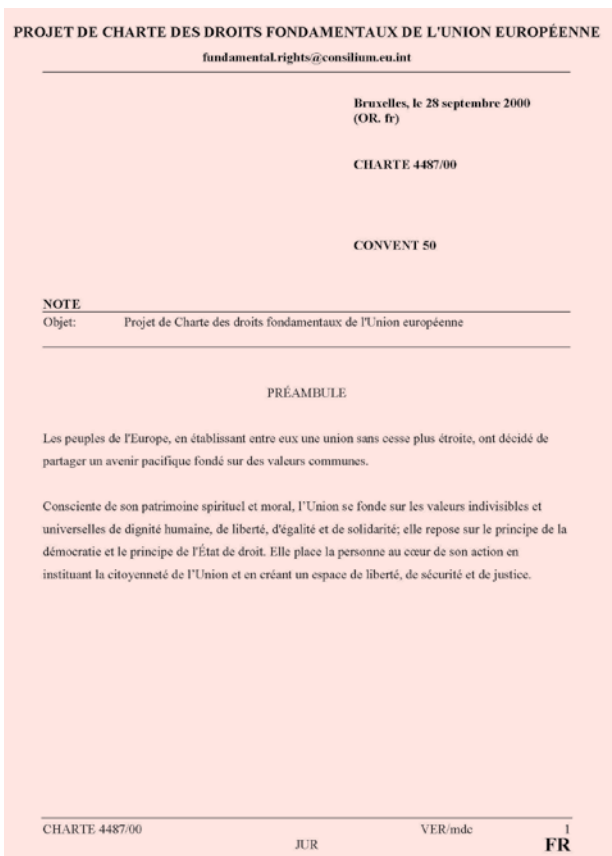 PROJET DE CHARTE DES DROITS FONDAMENTAUX DE L'UNION EUROPÉENNE
fundamental.rights@consilium.eu.int
Bruxelles, le 28 septembre 2000
(OR. fr)
CHARTE 4487/00
CONVENT 50
NOTE
Objet: Projet de Charte des droits fondamentaux de l'Union européenne
PRÉAMBULE
Les peuples de l'Europe, en établissant entre eux une union sans cesse plus étroite, ont décidé de
partager un avenir pacifique fondé sur des valeurs communes.
Consciente de son patrimoine spirituel et moral, l'Union se fonde sur les valeurs indivisibles et
universelles de dignité humaine, de liberté, d'égalité et de solidarité; elle repose sur le principe de la
démocratie et le principe de l'État de droit. Elle place la personne au cœur de son action en
instituant la citoyenneté de l'Union et en créant un espace de liberté, de sécurité et de justice.
CHARTE 4487/00 VER/mdc 1
JUR FR